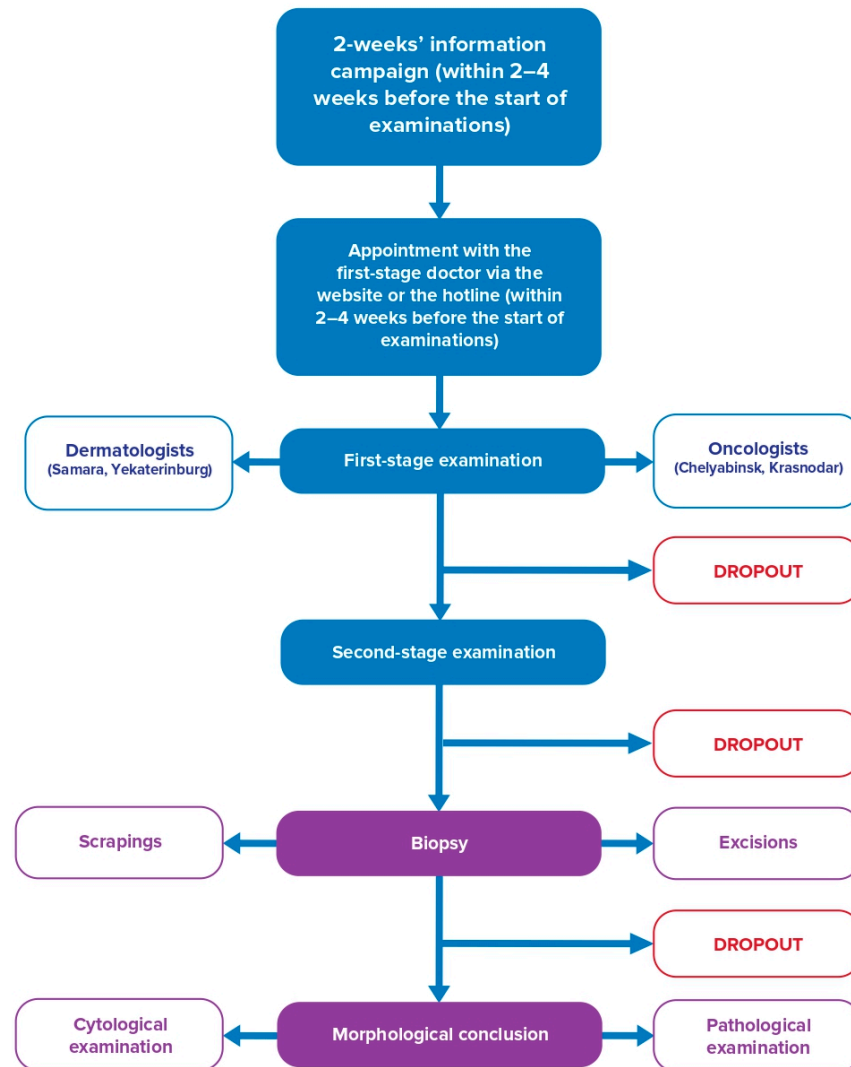 2-weeks’ information
campaign (within 2–4
weeks before the start of
examinations)
Appointment with the
first-stage doctor via the
website or the hotline (within
2–4 weeks before the start of
examinations)
Dermatologists
(Samara, Yekaterinburg)
First-stage examination
Oncologists
(Chelyabinsk, Krasnodar)
DROPOUT
Second-stage examination
DROPOUT
Scrapings
Biopsy
Excisions
DROPOUT
Cytological
examination
Morphological conclusion
Pathological
examination